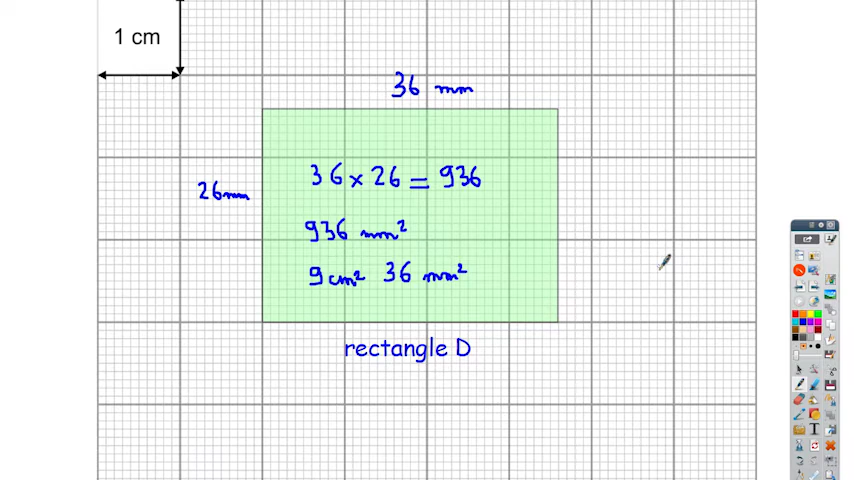 1 cm
36 mm
36 × 26 = 936
26mm
936 mm²
9 cm² 36 mm²
rectangle D